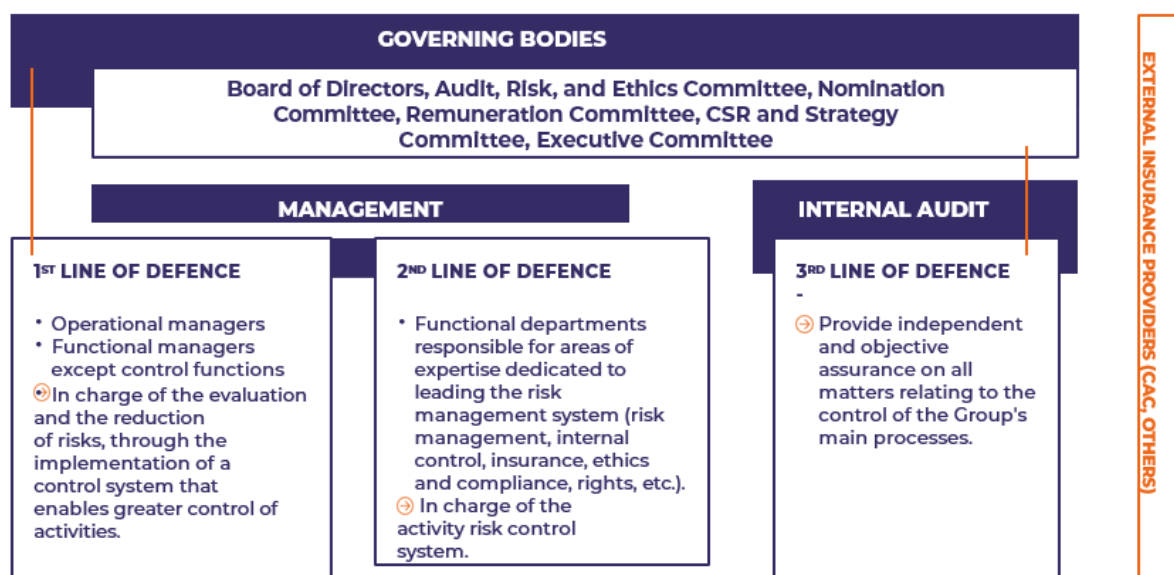 GOVERNING BODIES
Board of Directors, Audit, Risk, and Ethics Committee, Nomination
Committee, Remuneration Committee, CSR and Strategy
Committee, Executive Committee
MANAGEMENT
1ST LINE OF DEFENCE
• Operational managers
• Functional managers
except control functions
In charge of the evaluation
and the reduction
of risks, through the
implementation of a
control system that
enables greater control of
activities.
2ND LINE OF DEFENCE
• Functional departments
responsible for areas of
expertise dedicated to
leading the risk
management system (risk
management, internal
control, insurance, ethics
and compliance, rights, etc.).
In charge of the
activity risk control
system.
INTERNAL AUDIT
3RD LINE OF DEFENCE
-
Provide independent
and objective
assurance on all
matters relating to the
control of the Group's
main processes.
EXTERNAL INSURANCE PROVIDERS (CAC, OTHERS)